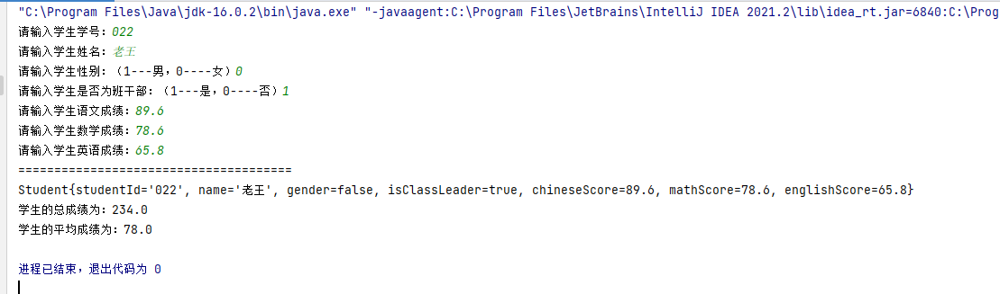 "C:\Program Files\Java\jdk-16.0.2\bin\java.exe" "-javaagent:C:\Program Files\JetBrains\IntelliJ IDEA 2021.2\lib\idea_rt.jar=6840:C:\Prog
请输入学生学号：022
请输入学生姓名：老王
请输入学生性别：（1---男，0----女）0
请输入学生是否为班干部：（1---是，0----否）1
请输入学生语文成绩：89.6
请输入学生数学成绩：78.6
请输入学生英语成绩：65.8
======================================
Student{studentId='022', name='老王', gender=false, isClassLeader=true, chineseScore=89.6, mathScore=78.6, englishScore=65.8}
学生的总成绩为：234.0
学生的平均成绩为：78.0
进程已结束，退出代码为 0